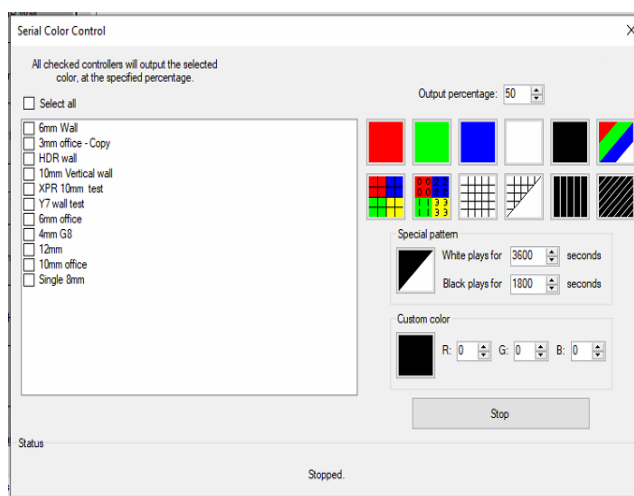 Serial Color Control
All checked controllers will output the selected
color, at the specified percentage.
Output percentage: 50
Select all
6mm Wall
3mm office - Copy
HDR wall
10mm Vertical wall
XPR 10mm test
Y7 wall test
6mm office
4mm G8
12mm
10mm office
Single 8mm
Special pattern
White plays for 3600 seconds
Black plays for 1800 seconds
Custom color
R: 0 G: 0 B: 0
Stop
Status
Stopped.